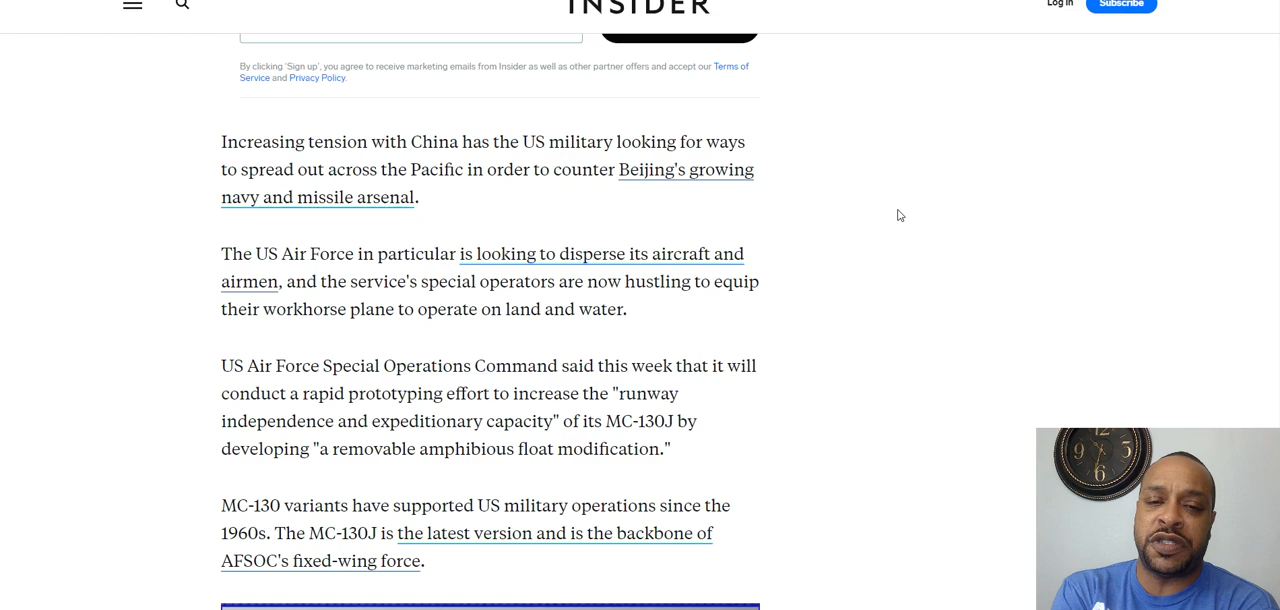 INSIDER
Log in
Subscribe
By clicking 'Sign up', you agree to receive marketing emails from Insider as well as other partner offers and accept our Terms of
Service and Privacy Policy.
Increasing tension with China has the US military looking for ways
to spread out across the Pacific in order to counter Beijing's growing
navy and missile arsenal.
The US Air Force in particular is looking to disperse its aircraft and
airmen, and the service's special operators are now hustling to equip
their workhorse plane to operate on land and water.
US Air Force Special Operations Command said this week that it will
conduct a rapid prototyping effort to increase the "runway
independence and expeditionary capacity" of its MC-130J by
developing "a removable amphibious float modification."
MC-130 variants have supported US military operations since the
1960s. The MC-130J is the latest version and is the backbone of
AFSOC's fixed-wing force.
12
9
3
6